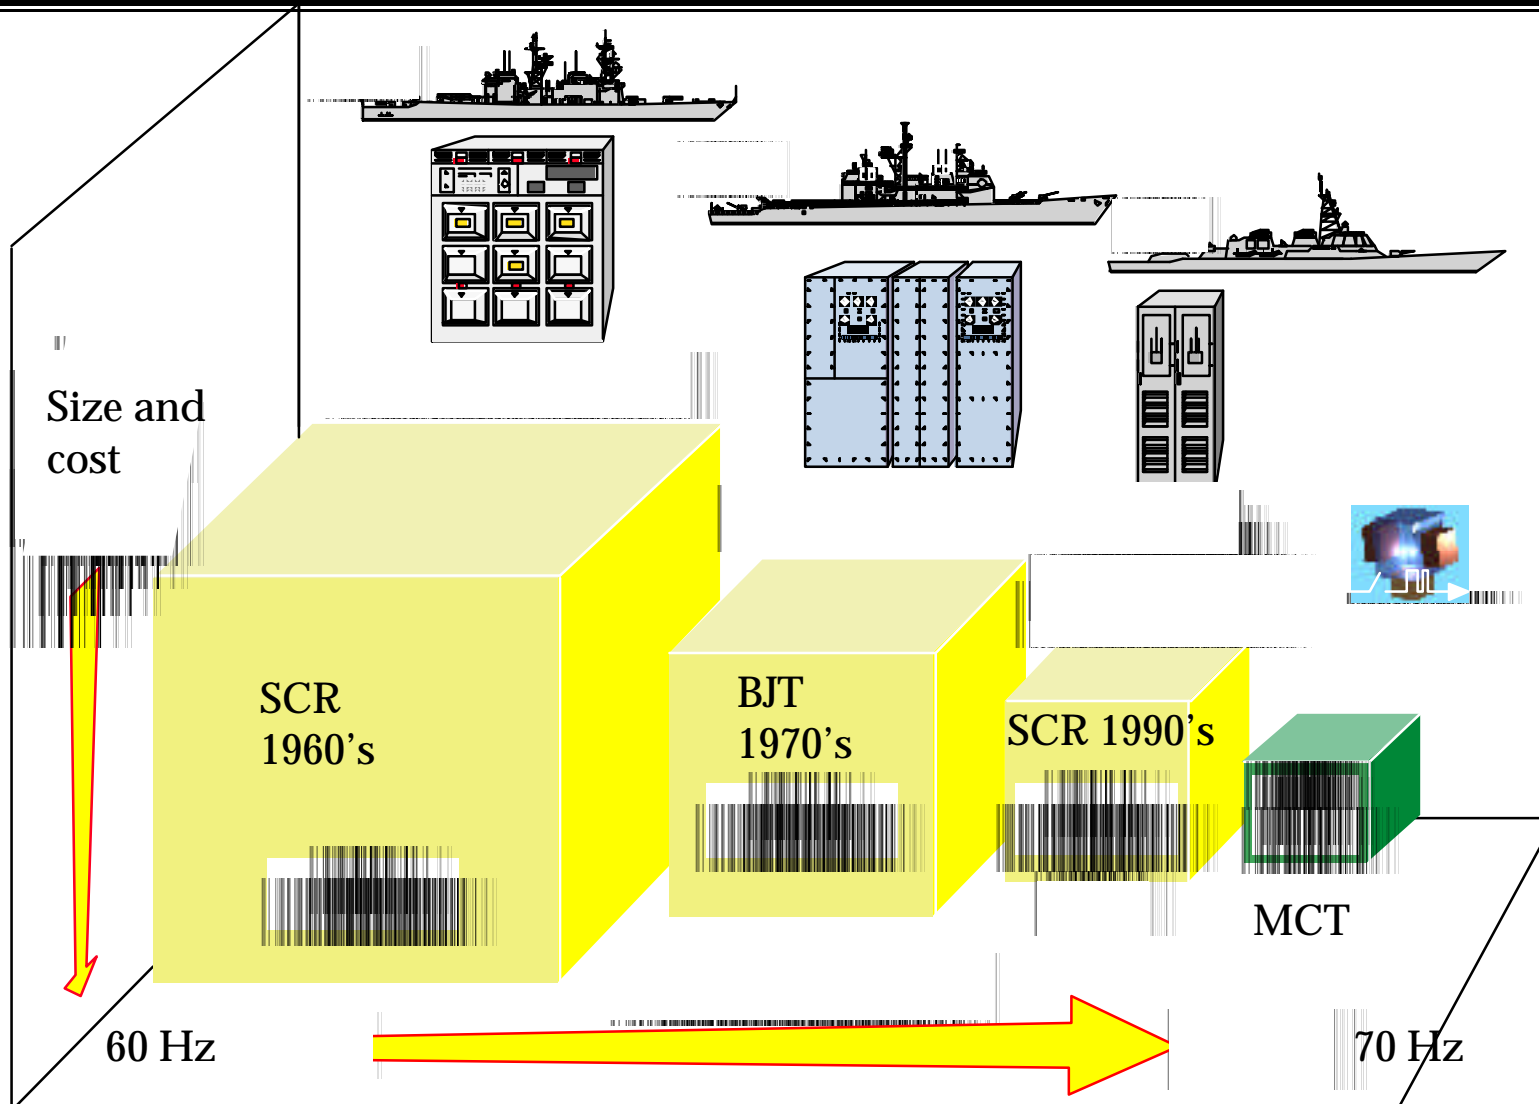 Size and
cost
SCR
1960’s
BJT
1970’s
SCR 1990’s
MCT
60 Hz
70 Hz